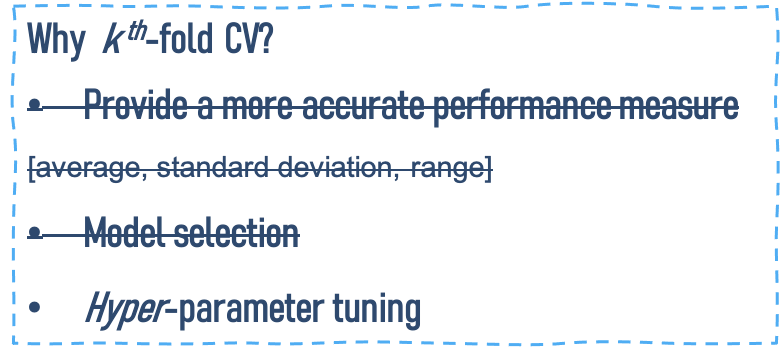 Why k th-fold CV?
• Provide a more accurate performance measure
[average, standard deviation, range]
• Model selection
• Hyper-parameter tuning